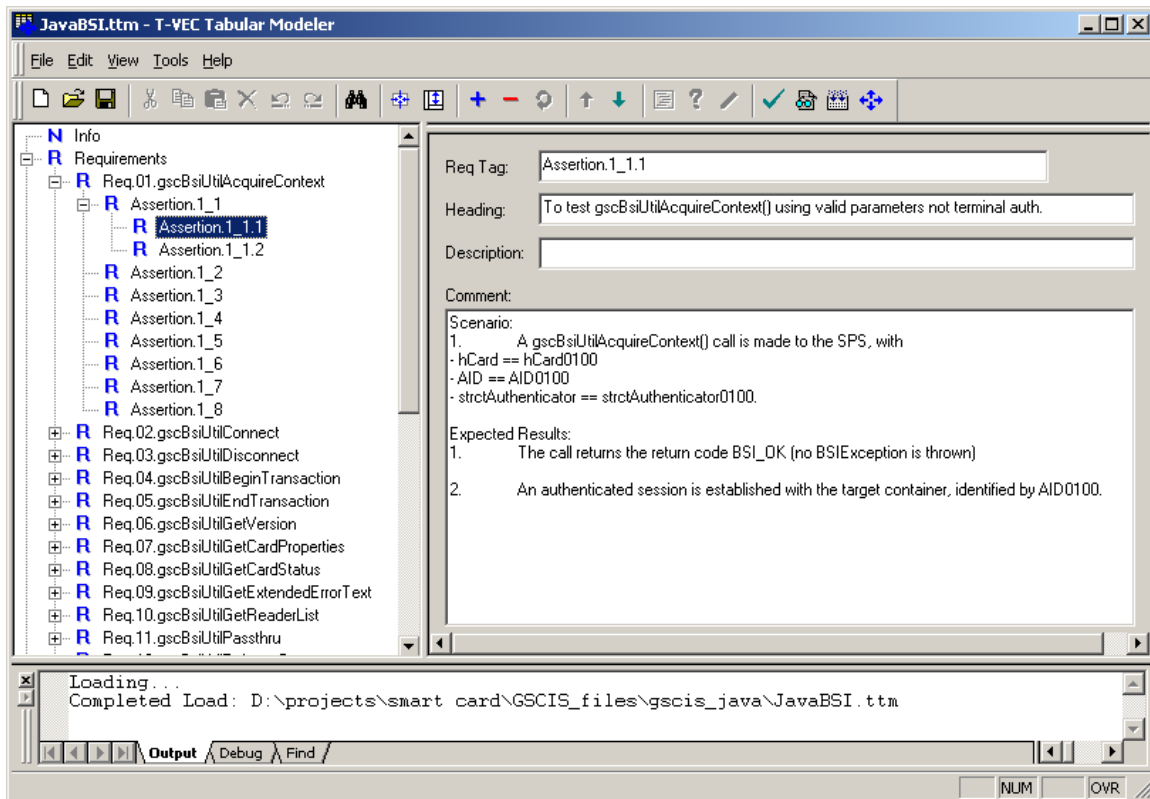 JavaBSI.ttm - T-VEC Tabular Modeler
File Edit View Tools Help
N Info
R Requirements
R Req.01.gscBsiUtilAcquireContext
R Assertion.1_1
R Assertion.1_1.1
R Assertion.1_1.2
R Assertion.1_2
R Assertion.1_3
R Assertion.1_4
R Assertion.1_5
R Assertion.1_6
R Assertion.1_7
R Assertion.1_8
R Req.02.gscBsiUtilConnect
R Req.03.gscBsiUtilDisconnect
R Req.04.gscBsiUtilBeginTransaction
R Req.05.gscBsiUtilEndTransaction
R Req.06.gscBsiUtilGetVersion
R Req.07.gscBsiUtilGetCardProperties
R Req.08.gscBsiUtilGetCardStatus
R Req.09.gscBsiUtilGetExtendedErrorText
R Req.10.gscBsiUtilGetReaderList
R Req.11.gscBsiUtilPassthru
Req Tag: Assertion.1_1.1
Heading: To test gscBsiUtilAcquireContext() using valid parameters not terminal auth.
Description:
Comment:
Scenario:
1. A gscBsiUtilAcquireContext() call is made to the SPS, with
- hCard == hCard0100
- AID == AID0100
- strctAuthenticator == strctAuthenticator0100.
Expected Results:
1. The call returns the return code BSI_OK (no BSIException is thrown)
2. An authenticated session is established with the target container, identified by AID0100.
Loading...
Completed Load: D:\projects\smart card\GSCIS_files\gscis_java\JavaBSI.ttm
Output Debug Find
NUM OVR